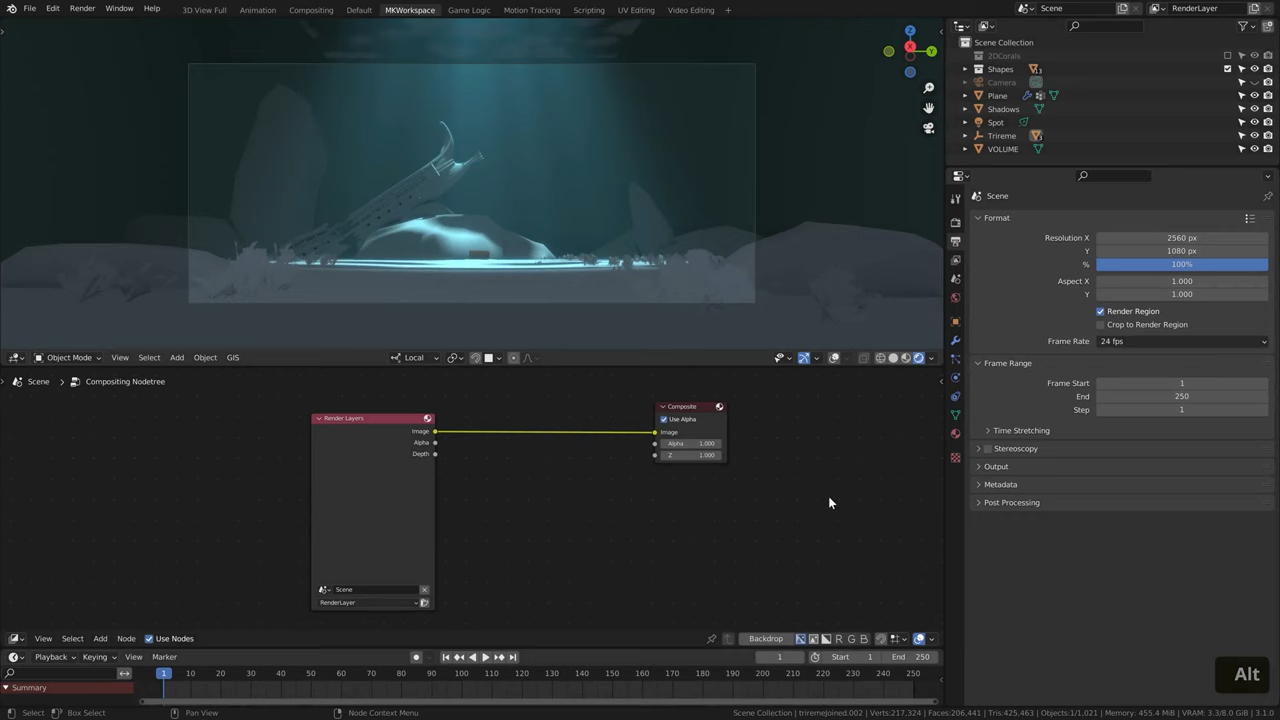 File Edit Render Window Help 3D View Full Animation Compositing Default MKWorkspace Game Logic Motion Tracking Scripting UV Editing Video Editing + Scene RenderLayer
Scene Collection
2DCorals
Shapes 13
Camera
Plane
Shadows
Spot
Trireme 3
VOLUME
Z
Y
X
Scene
Format
Resolution X 2560 px
Y 1080 px
% 100%
Aspect X 1.000
Y 1.000
Render Region
Crop to Render Region
Frame Rate 24 fps
Frame Range
Frame Start 1
End 250
Step 1
Time Stretching
Stereoscopy
Output
Metadata
Post Processing
Object Mode View Select Add Object GIS Local
Scene > Compositing Nodetree
Render Layers
Image
Alpha
Depth
Scene
RenderLayer
Composite
Use Alpha
Image
Alpha 1.000
Z 1.000
View Select Add Node Use Nodes Backdrop R G B
Playback Keying View Marker 1 Start 1 End 250
1 10 20 30 40 50 60 70 80 90 100 110 120 130 140 150 160 170 180 190 200 210 220 230 240 250
Summary
Alt
Select Box Select Pan View Node Context Menu Scene Collection | triremeJoined.002 | Verts:217,324 | Faces:206,441 | Tris:425,463 | Objects:1/1,021 | Memory: 455.4 MiB | VRAM: 3.3/8.0 GiB | 3.1.0